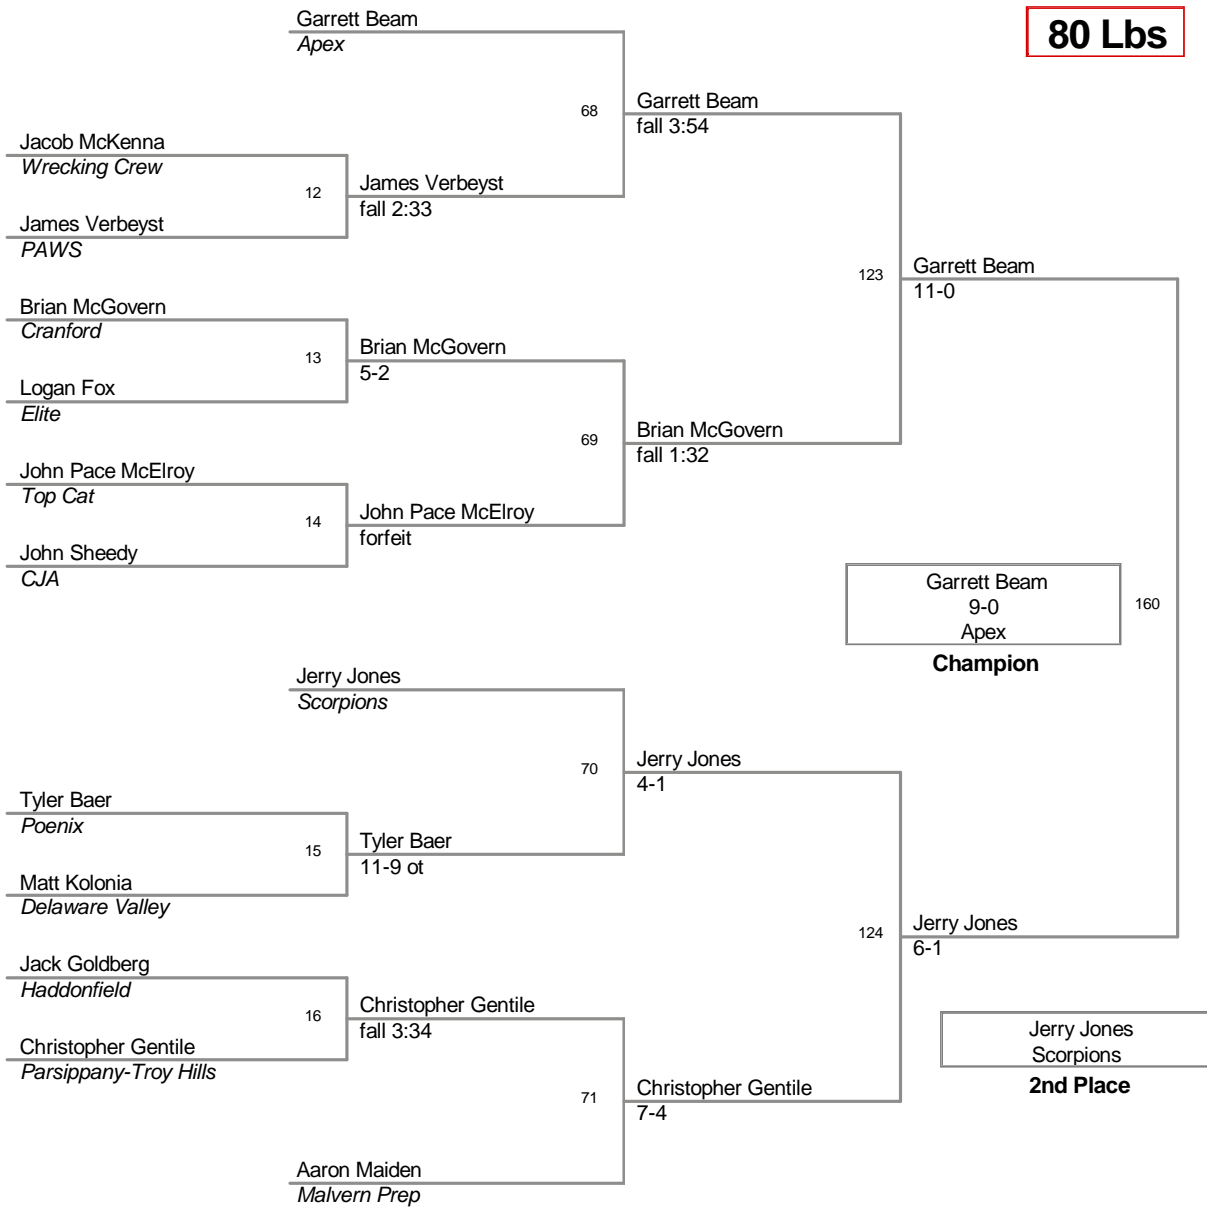 Garrett Beam
Apex
80 Lbs
68
Garrett Beam
fall 3:54
Jacob McKenna
Wrecking Crew
12
James Verbeyst
fall 2:33
James Verbeyst
PAWS
123
Garrett Beam
11-0
Brian McGovern
Cranford
13
Brian McGovern
5-2
Logan Fox
Elite
69
Brian McGovern
fall 1:32
John Pace McElroy
Top Cat
14
John Pace McElroy
forfeit
John Sheedy
CJA
Garrett Beam
9-0
Apex
160
Champion
Jerry Jones
Scorpions
70
Jerry Jones
4-1
Tyler Baer
Poenix
15
Tyler Baer
11-9 ot
Matt Kolonia
Delaware Valley
124
Jerry Jones
6-1
Jack Goldberg
Haddonfield
16
Christopher Gentile
fall 3:34
Christopher Gentile
Parsippany-Troy Hills
Jerry Jones
Scorpions
2nd Place
71
Christopher Gentile
7-4
Aaron Maiden
Malvern Prep